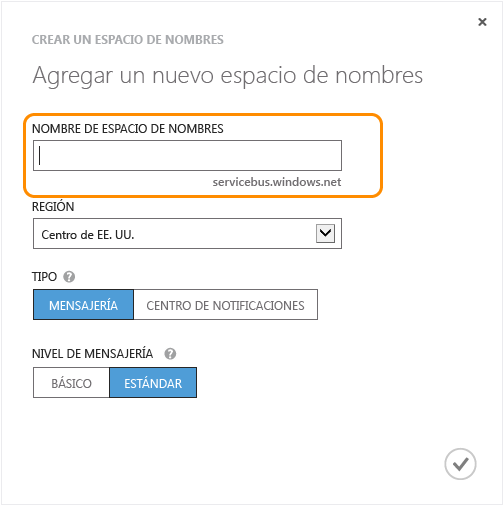 CREAR UN ESPACIO DE NOMBRES
Agregar un nuevo espacio de nombres
NOMBRE DE ESPACIO DE NOMBRES
servicebus.windows.net
REGIÓN
Centro de EE. UU.
TIPO ?
MENSAJERÍA CENTRO DE NOTIFICACIONES
NIVEL DE MENSAJERÍA ?
BÁSICO ESTÁNDAR